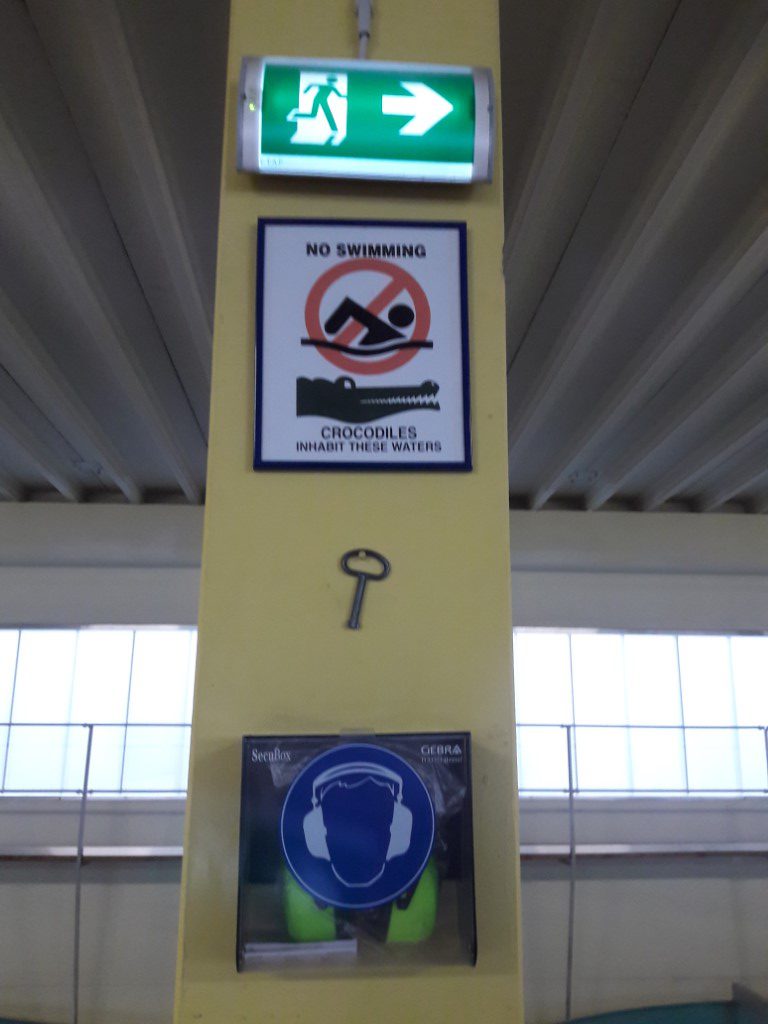 NO SWIMMING
CROCODILES
INHABIT THESE WATERS
SecuBox
GEBRA